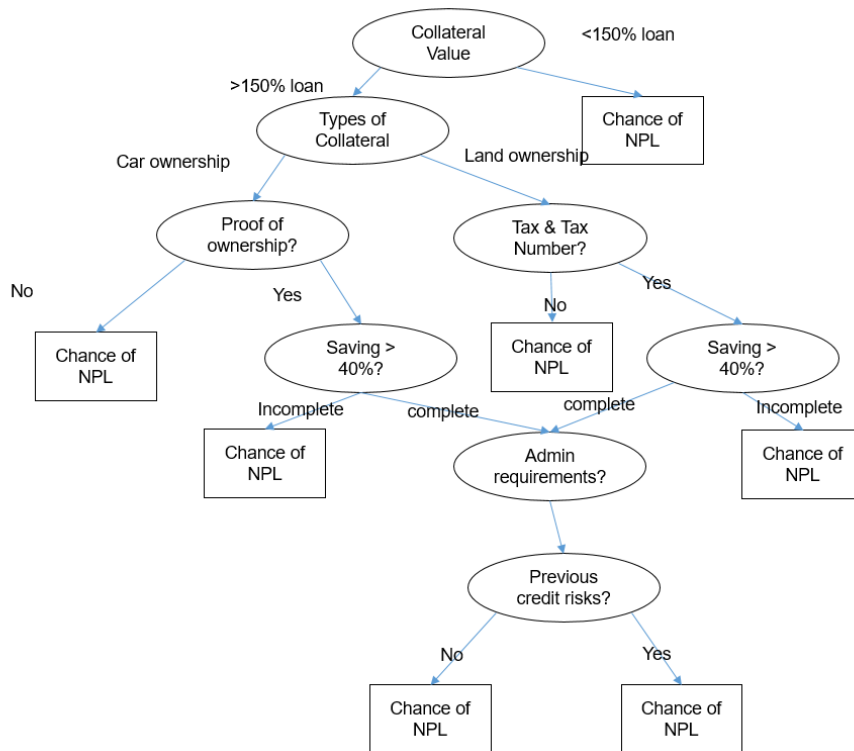 Collateral
Value
<150% loan
>150% loan
Types of
Collateral
Chance of
NPL
Car ownership
Land ownership
Proof of
ownership?
Tax & Tax
Number?
No
Yes
No
Yes
Chance of
NPL
Saving >
40%?
Chance of
NPL
Saving >
40%?
Incomplete
complete
complete
Incomplete
Chance of
NPL
Admin
requirements?
Chance of
NPL
Previous
credit risks?
No
Yes
Chance of
NPL
Chance of
NPL